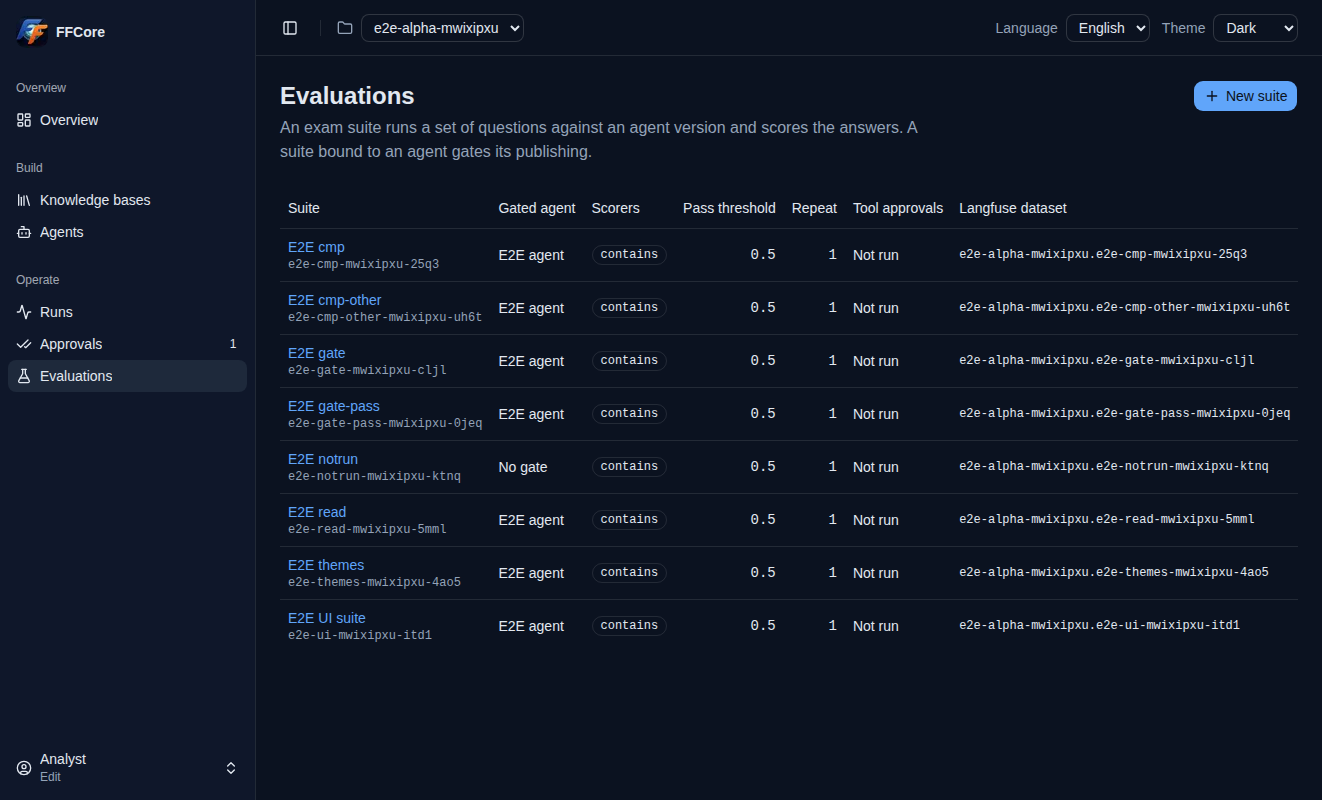 FFCore
Overview
Overview
Build
Knowledge bases
Agents
Operate
Runs
Approvals 1
Evaluations
Analyst
Edit
e2e-alpha-mwixipxu
Language English Theme Dark
Evaluations
New suite
An exam suite runs a set of questions against an agent version and scores the answers. A
suite bound to an agent gates its publishing.
Suite Gated agent Scorers Pass threshold Repeat Tool approvals Langfuse dataset
E2E cmp
e2e-cmp-mwixipxu-25q3
E2E agent contains 0.5 1 Not run e2e-alpha-mwixipxu.e2e-cmp-mwixipxu-25q3
E2E cmp-other
e2e-cmp-other-mwixipxu-uh6t
E2E agent contains 0.5 1 Not run e2e-alpha-mwixipxu.e2e-cmp-other-mwixipxu-uh6t
E2E gate
e2e-gate-mwixipxu-cljl
E2E agent contains 0.5 1 Not run e2e-alpha-mwixipxu.e2e-gate-mwixipxu-cljl
E2E gate-pass
e2e-gate-pass-mwixipxu-0jeq
E2E agent contains 0.5 1 Not run e2e-alpha-mwixipxu.e2e-gate-pass-mwixipxu-0jeq
E2E notrun
e2e-notrun-mwixipxu-ktnq
No gate contains 0.5 1 Not run e2e-alpha-mwixipxu.e2e-notrun-mwixipxu-ktnq
E2E read
e2e-read-mwixipxu-5mml
E2E agent contains 0.5 1 Not run e2e-alpha-mwixipxu.e2e-read-mwixipxu-5mml
E2E themes
e2e-themes-mwixipxu-4ao5
E2E agent contains 0.5 1 Not run e2e-alpha-mwixipxu.e2e-themes-mwixipxu-4ao5
E2E UI suite
e2e-ui-mwixipxu-itd1
E2E agent contains 0.5 1 Not run e2e-alpha-mwixipxu.e2e-ui-mwixipxu-itd1